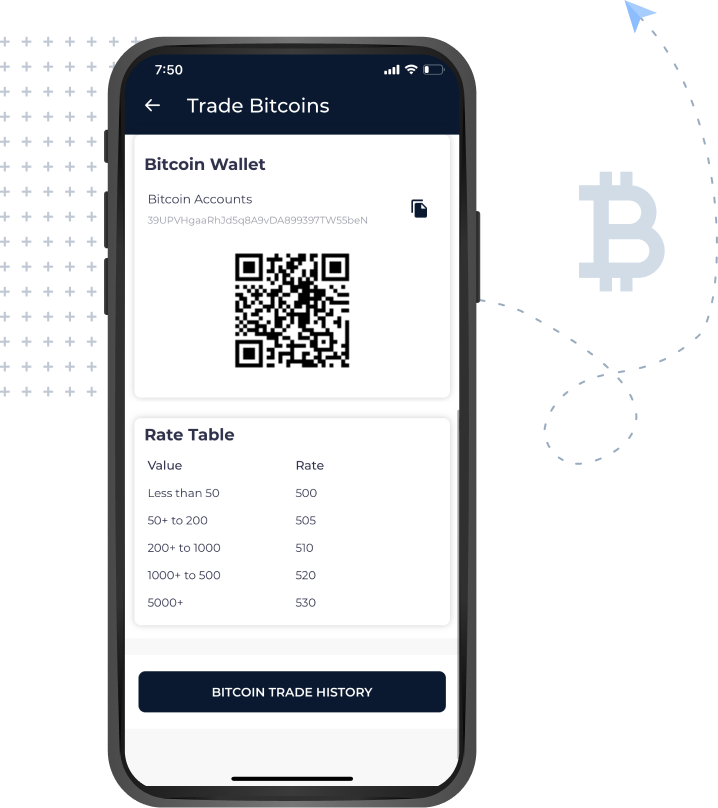 7:50
Trade Bitcoins
Bitcoin Wallet
Bitcoin Accounts
39UPVHgaaRhJd5q8A9vDA899397TW55beN
Rate Table
Value Rate
Less than 50 500
50+ to 200 505
200+ to 1000 510
1000+ to 500 520
5000+ 530
BITCOIN TRADE HISTORY